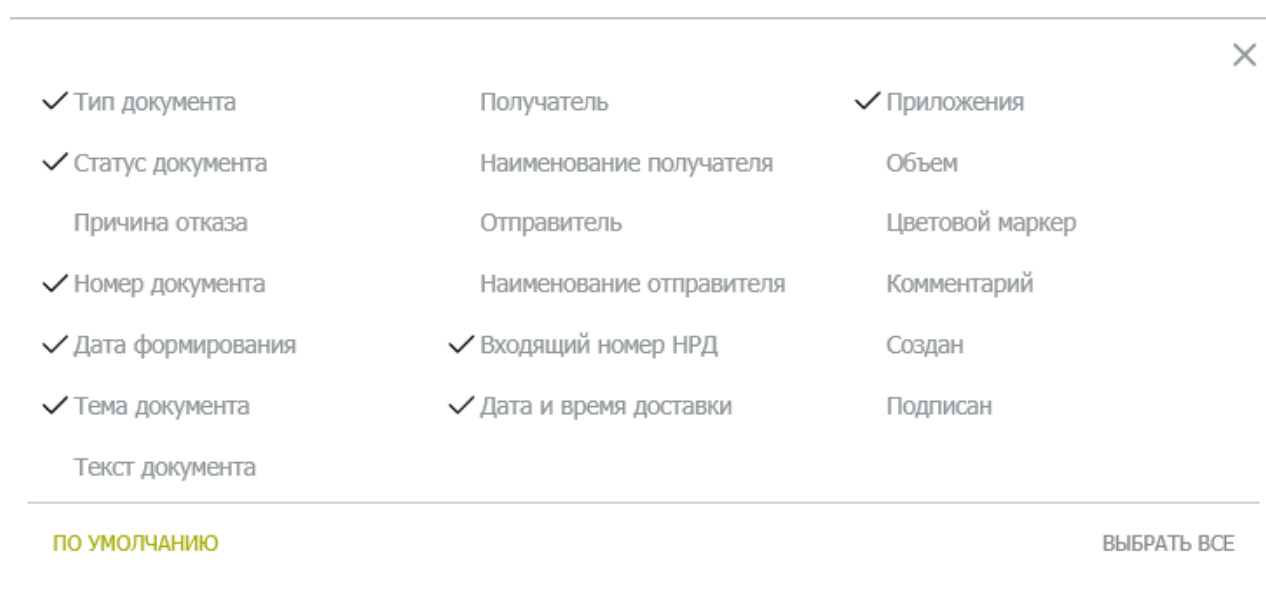 Тип документа
Статус документа
Причина отказа
Номер документа
Дата формирования
Тема документа
Текст документа
Получатель
Наименование получателя
Отправитель
Наименование отправителя
Входящий номер НРД
Дата и время доставки
Приложения
Объем
Цветовой маркер
Комментарий
Создан
Подписан
ПО УМОЛЧАНИЮ
ВЫБРАТЬ ВСЕ